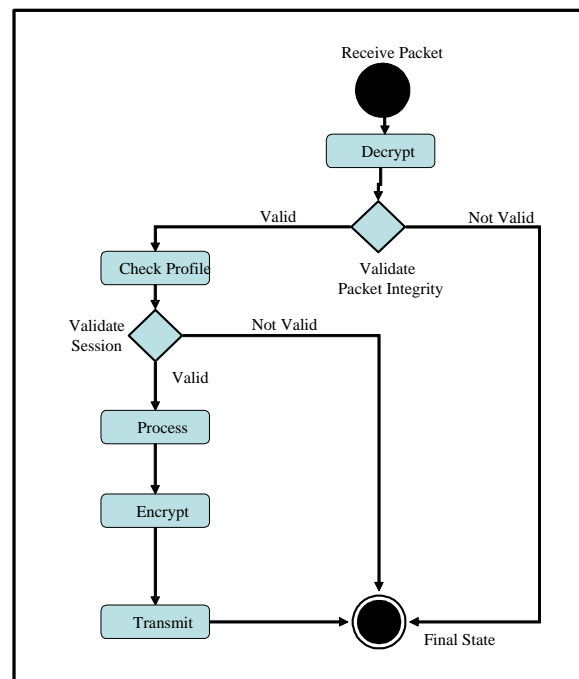 Receive Packet
Decrypt
Valid
Not Valid
Check Profile
Validate
Packet Integrity
Validate
Session
Not Valid
Valid
Process
Encrypt
Transmit
Final State